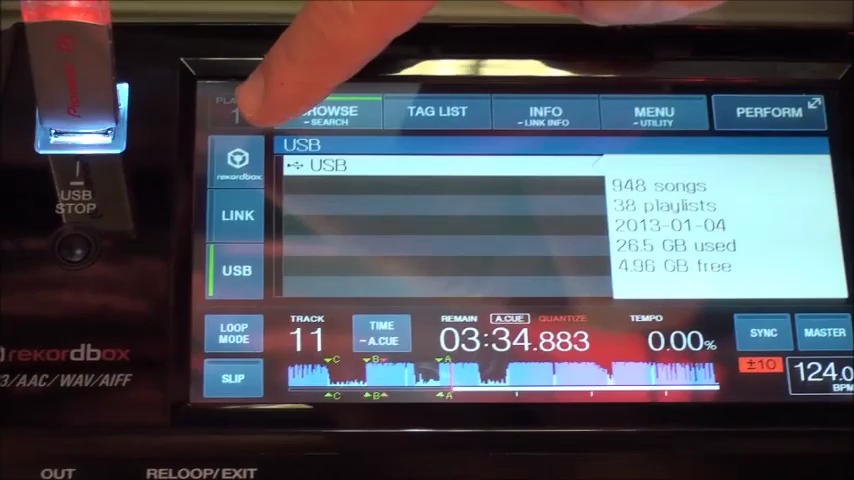 Pioneer
PLA
1
BROWSE
-SEARCH
TAG LIST
INFO
-LINK INFO
MENU
-UTILITY
PERFORM
rekordbox
USB
USB
LINK
USB
948 songs
38 playlists
2013-01-04
26.5 GB used
4.96 GB free
USB
STOP
LOOP
MODE
SLIP
TRACK
11
TIME
-A.CUE
REMAIN A.CUE QUANTIZE
03:34.883
TEMPO
0.00%
SYNC
MASTER
±10
124.0
BPM
C B A
C B A
rekordbox
3/AAC/WAV/AIFF
OUT
RELOOP/EXIT